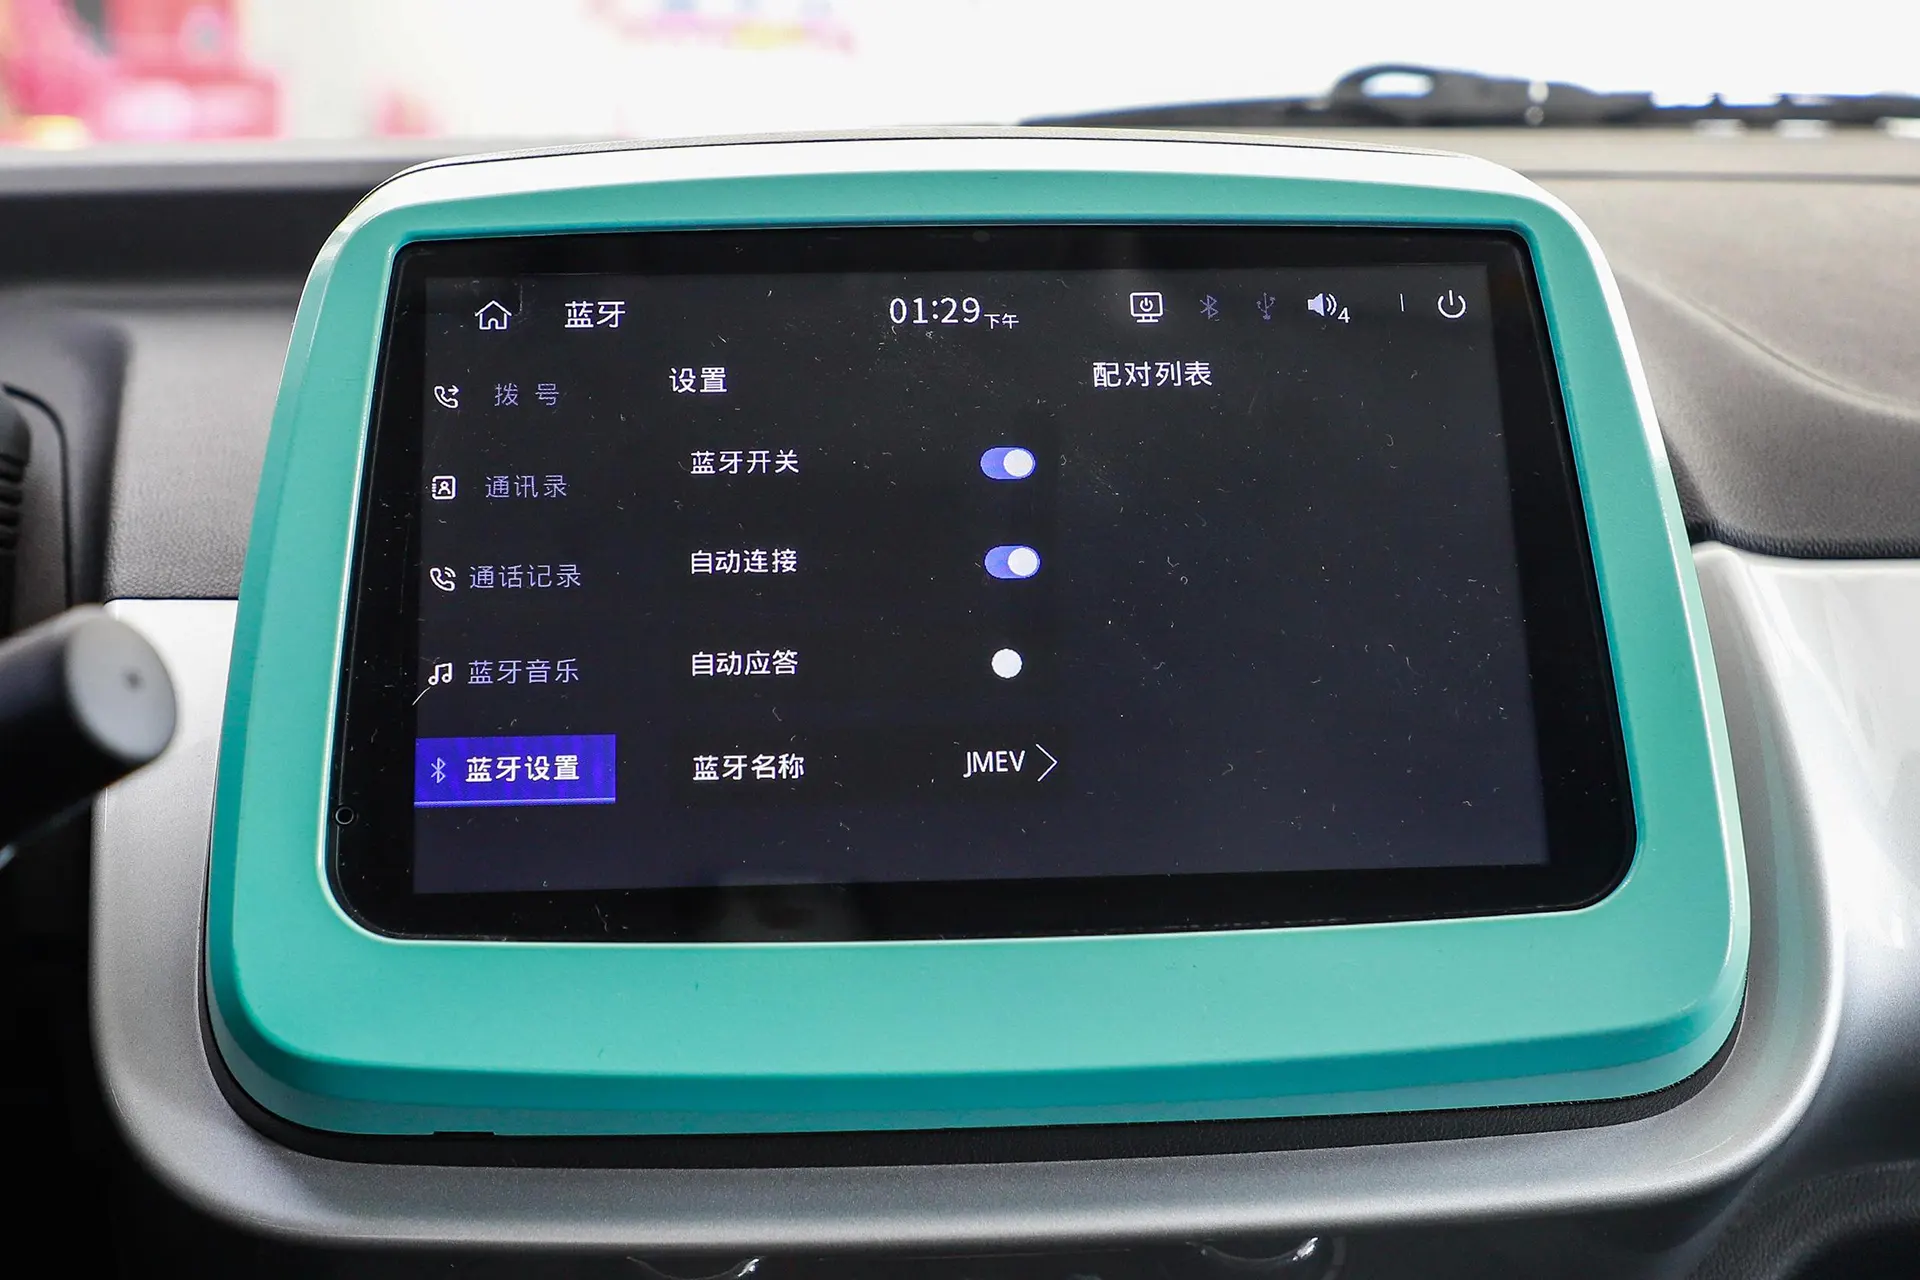 蓝牙 01:29下午 4
拨号
通讯录
通话记录
蓝牙音乐
蓝牙设置
设置
蓝牙开关
自动连接
自动应答
蓝牙名称 JMEV
配对列表